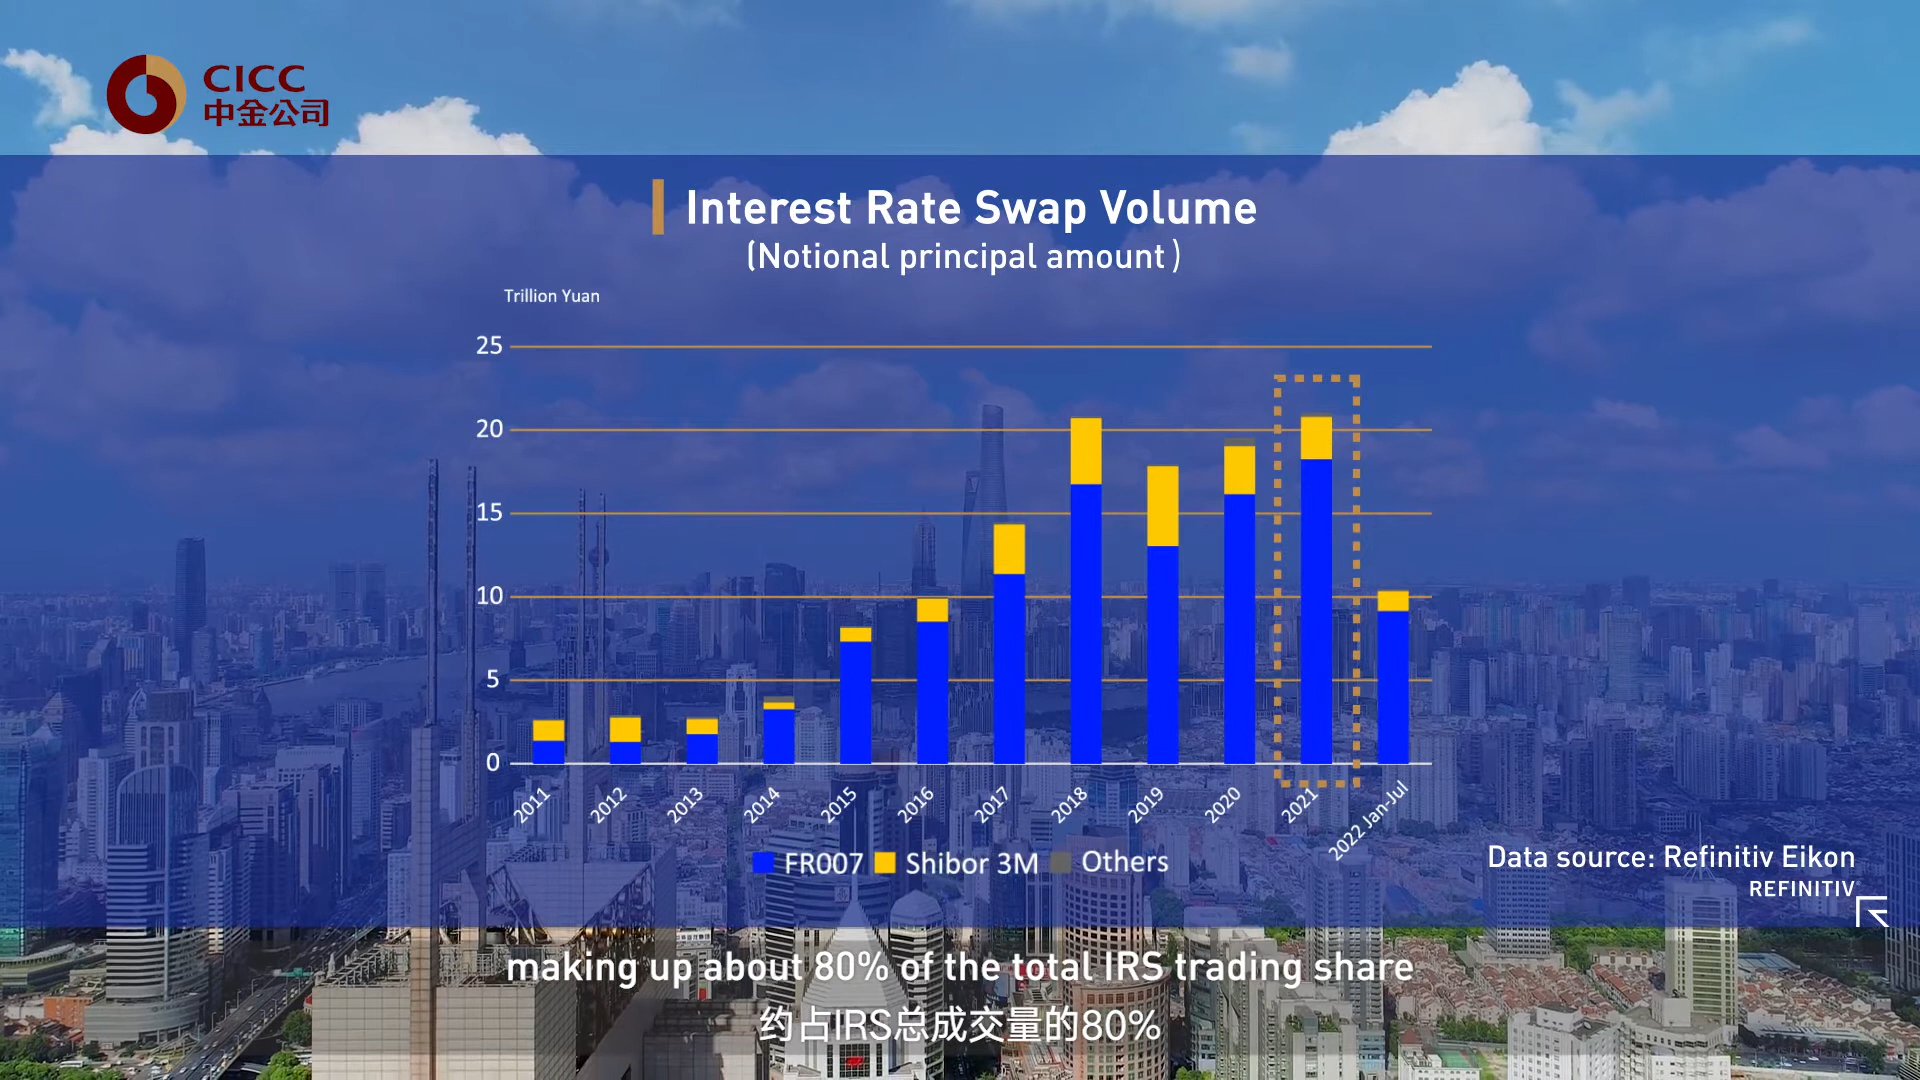 CICC
中金公司
Interest Rate Swap Volume
(Notional principal amount)
Trillion Yuan
25
20
15
10
5
0
2011
2012
2013
2014
2015
2016
2017
2018
2019
2020
2021
2022 Jan-Jul
FR007 Shibor 3M Others
Data source: Refinitiv Eikon
REFINITIV
making up about 80% of the total IRS trading share
约占IRS总成交量的80%